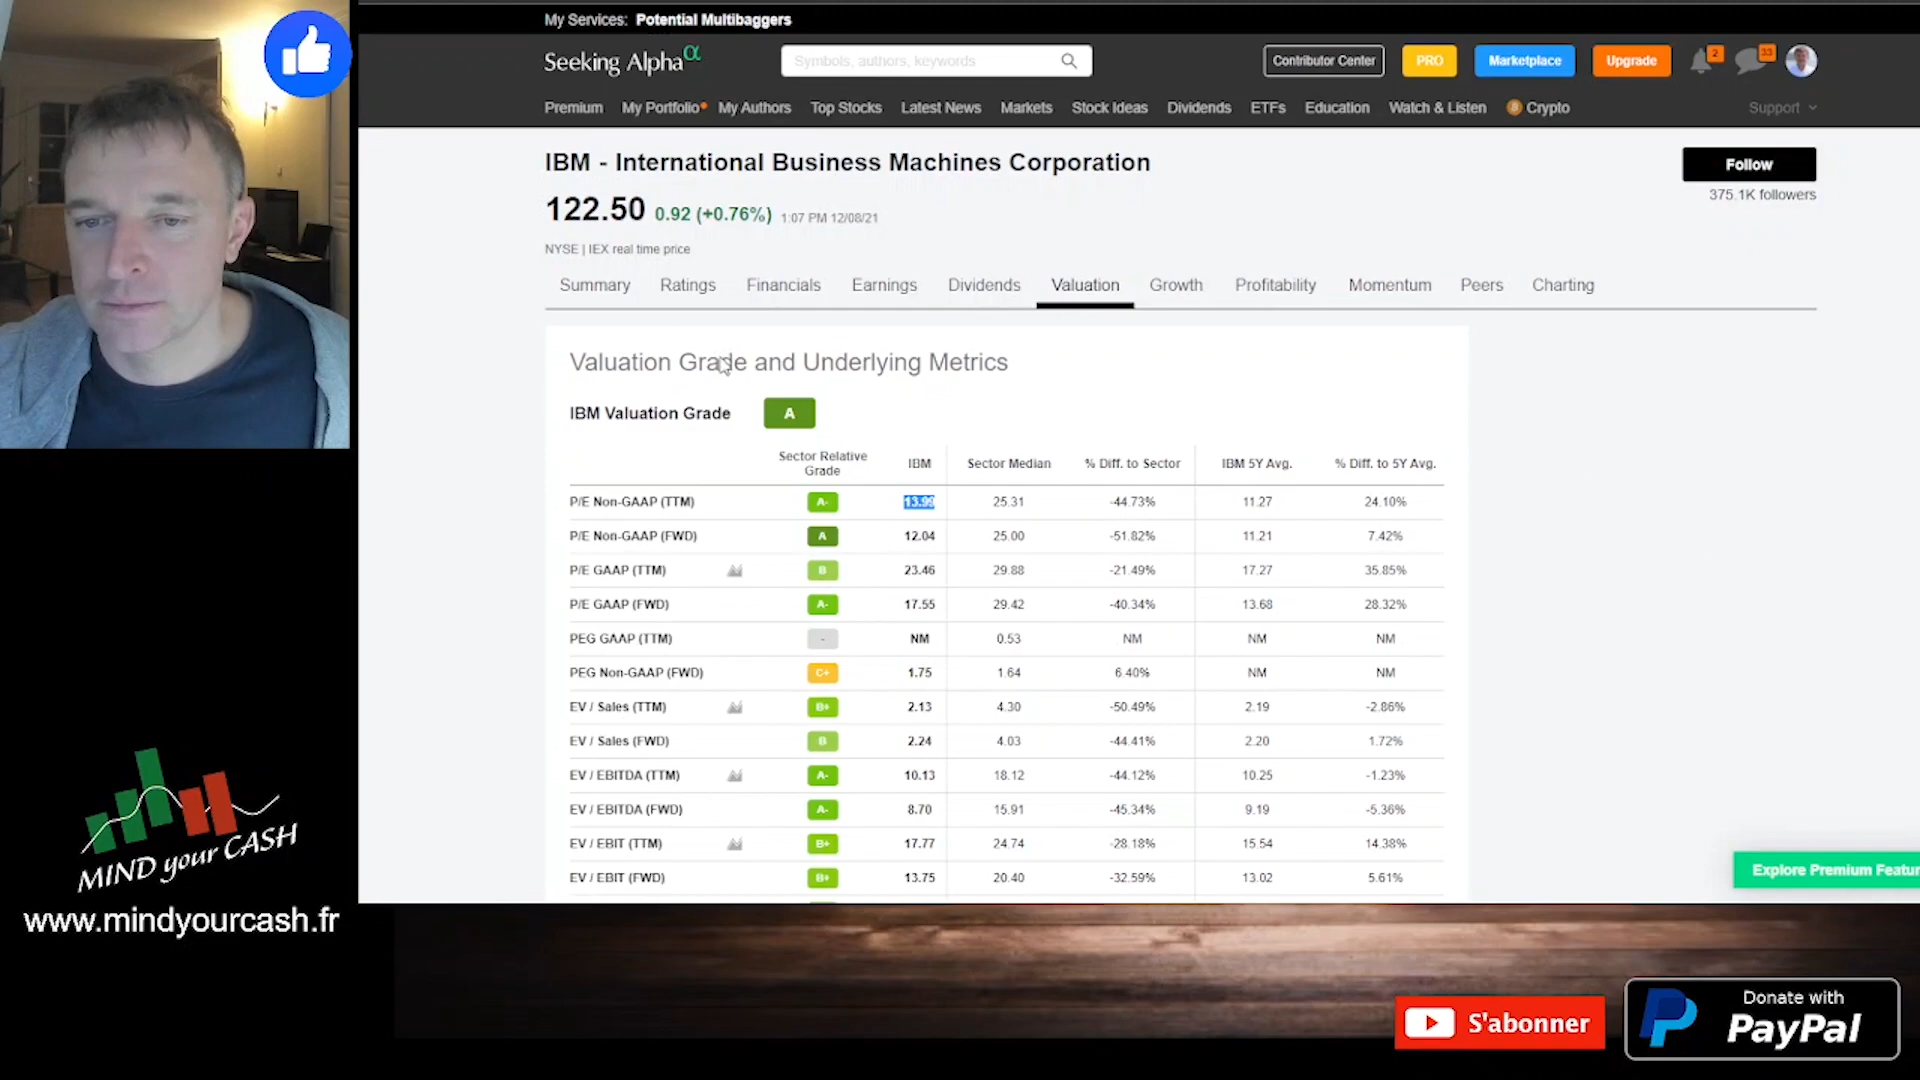 My Services: Potential Multibaggers
Seeking Alpha α
Symbols, authors, keywords
Contributor Center
PRO
Marketplace
Upgrade
2
33
Premium My Portfolio My Authors Top Stocks Latest News Markets Stock Ideas Dividends ETFs Education Watch & Listen Crypto Support
IBM - International Business Machines Corporation
Follow
375.1K followers
122.50 0.92 (+0.76%) 1:07 PM 12/08/21
NYSE | IEX real time price
Summary Ratings Financials Earnings Dividends Valuation Growth Profitability Momentum Peers Charting
Valuation Grade and Underlying Metrics
IBM Valuation Grade A
Sector Relative Grade IBM Sector Median % Diff. to Sector IBM 5Y Avg. % Diff. to 5Y Avg.
P/E Non-GAAP (TTM) A- 13.99 25.31 -44.73% 11.27 24.10%
P/E Non-GAAP (FWD) A 12.04 25.00 -51.82% 11.21 7.42%
P/E GAAP (TTM) B 23.46 29.88 -21.49% 17.27 35.85%
P/E GAAP (FWD) A- 17.55 29.42 -40.34% 13.68 28.32%
PEG GAAP (TTM) - NM 0.53 NM NM NM
PEG Non-GAAP (FWD) C+ 1.75 1.64 6.40% NM NM
EV / Sales (TTM) B+ 2.13 4.30 -50.49% 2.19 -2.86%
EV / Sales (FWD) B 2.24 4.03 -44.41% 2.20 1.72%
EV / EBITDA (TTM) A- 10.13 18.12 -44.12% 10.25 -1.23%
EV / EBITDA (FWD) A- 8.70 15.91 -45.34% 9.19 -5.36%
EV / EBIT (TTM) B+ 17.77 24.74 -28.18% 15.54 14.38%
EV / EBIT (FWD) B+ 13.75 20.40 -32.59% 13.02 5.61%
Explore Premium Featur
MIND your CASH
www.mindyourcash.fr
S'abonner
Donate with
PayPal